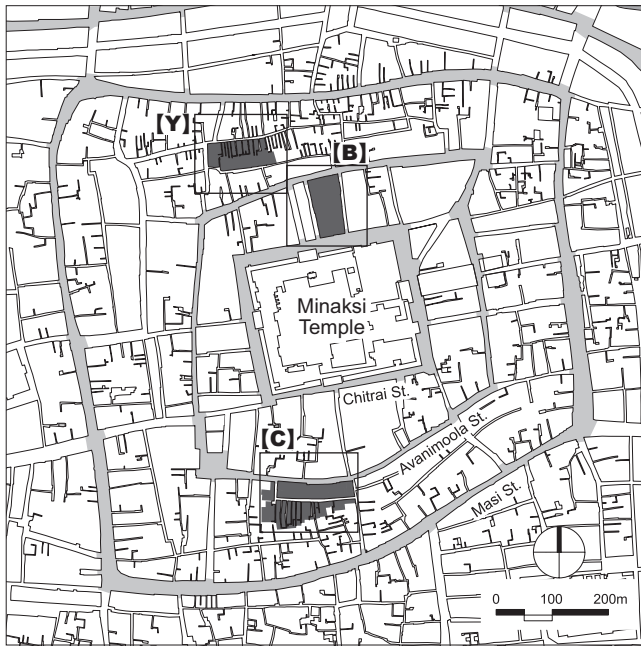 【Y】
【B】
Minaksi
Temple
Chitrai St.
【C】
Avanimoola St.
Masi St.
0 100 200m